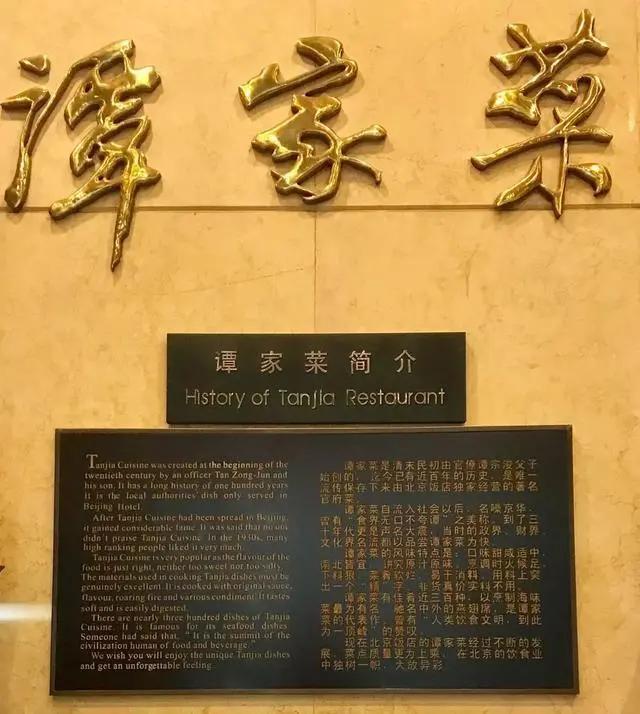 谭家菜
谭家菜简介
History of Tanjia Restaurant
Tanjia Cuisine was created at the beginning of the
twentieth century by an officer Tan Zong-Jun and
his son. It has a long history of one hundred years
it is the local authorities' dish only served in
Beijing Hotel.
After Tanjia Cuisine had been spread in Beijing,
it gained considerable fame. It was said that no one
didn't praise Tanjia Cuisine. In the 1930s, many
high ranking people liked it very much.
Tanjia Cuisine is very popular as the flavour of the
food is just right, neither too sweet nor too salty.
The materials used in cooking Tanjia dishes must be
genuinely excellent. It is cooked with original sauce,
flavour, roaring fire and various condiment. It tastes
soft and is easily digested.
There are nearly three hundred dishes of Tanjia
Cuisine. It is famous for its seafood dishes
Someone had said that, "It is the summit of the
civilization human of food and beverage."
We wish you will enjoy the unique Tanjia dishes
and get an unforgettable feeling.
谭家菜是清末民初由官僚谭宗浚父子
始创的,迄今已有近百年的历史,是唯一
流传保存下来由北京饭店独家经营的著名
官府菜。
谭家菜自流入社会以后,名噪京华,
曾有"食界无口不夸谭"之美称,到了三
十年代更是声名大震,当时的政界、财界
文化界名流都以品尝谭家菜为快。
谭家菜的风味特点是:口味甜咸适中,
南北皆宜,讲究原汁原味,烹调时火候足,
下料狠,菜肴软烂,易于消化,用料上突
出一个"精"字,非货真价实料不用。
谭家菜有佳肴近三百种,以烹制海味
菜最为有名,驰名中外的燕翅席,是谭家
菜的代表作,曾有"人类饮食文明,到此
为一顶峰"的赞叹。
现在北京饭店的谭家菜经过不断的发
展,菜点质量更为上乘,在北京的饮食业
中独树一帜,大放异彩。